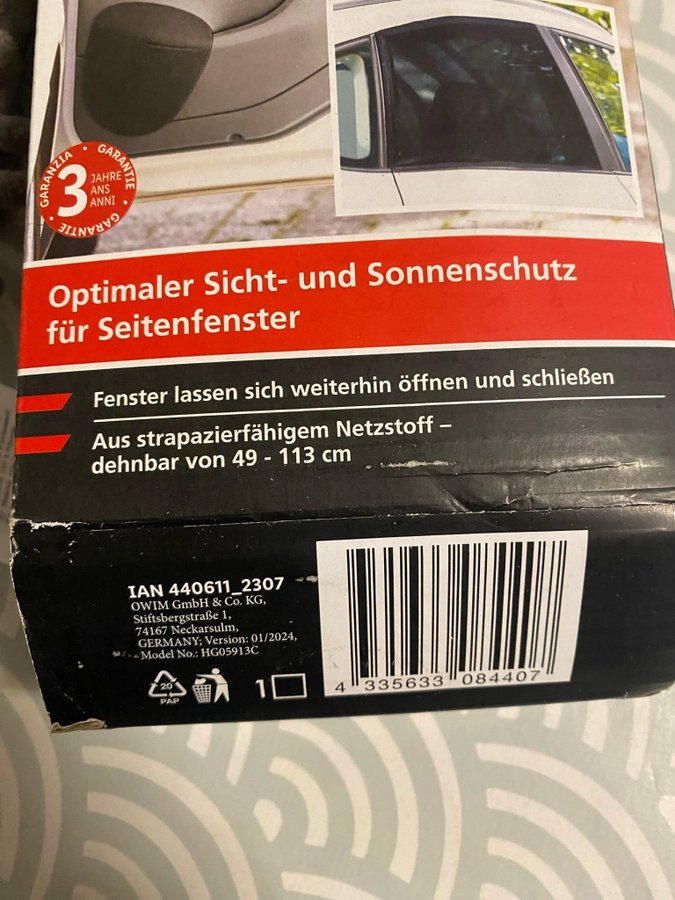 GARANZIA • GARANTIE • GARANTIE
3 JAHRE
ANS
ANNI
Optimaler Sicht- und Sonnenschutz
für Seitenfenster
Fenster lassen sich weiterhin öffnen und schließen
Aus strapazierfähigem Netzstoff –
dehnbar von 49 - 113 cm
IAN 440611_2307
OWIM GmbH & Co. KG,
Stiftsbergstraße 1,
74167 Neckarsulm,
GERMANY; Version: 01/2024,
Model No.: HG05913C
20
PAP
1
4 335633 084407